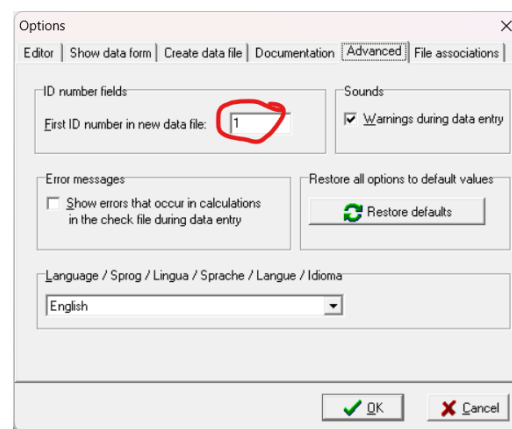 Options
Editor Show data form Create data file Documentation Advanced File associations
ID number fields
First ID number in new data file: 1
Sounds
Warnings during data entry
Error messages
Show errors that occur in calculations
in the check file during data entry
Restore all options to default values
Restore defaults
Language / Sprog / Lingua / Sprache / Langue / Idioma
English
OK Cancel